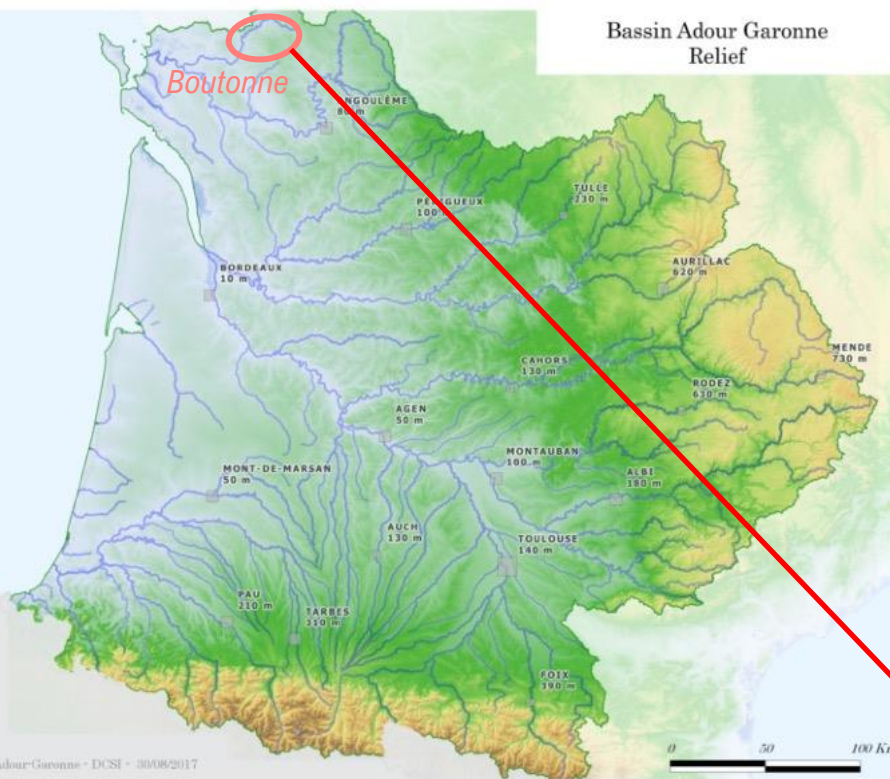 Bassin Adour Garonne
Relief
Boutonne
ANGOULÊME
80 m
PÉRIGUEUX
100 m
TULLE
230 m
BORDEAUX
10 m
AURILLAC
620 m
MENDE
730 m
CAHORS
130 m
RODEZ
630 m
AGEN
50 m
MONTAUBAN
100 m
MONT-DE-MARSAN
50 m
ALBI
180 m
AUCH
130 m
TOULOUSE
140 m
PAU
210 m
TARBES
310 m
FOIX
390 m
0 50 100 K
Adour-Garonne - DCSI - 30/08/2017